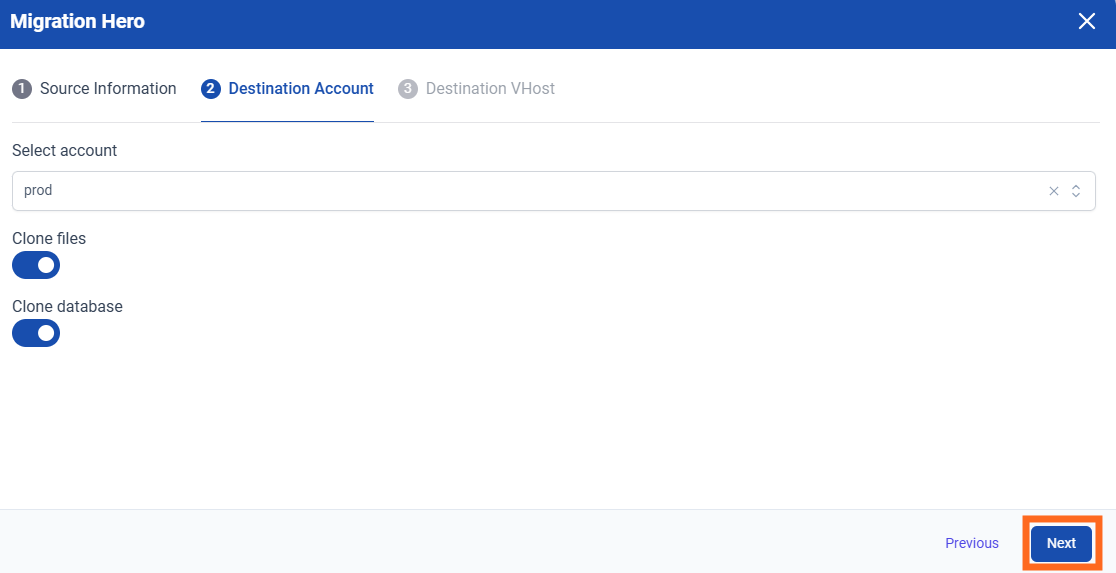 Migration Hero
1 Source Information 2 Destination Account 3 Destination VHost
Select account
prod
Clone files
Clone database
Previous Next